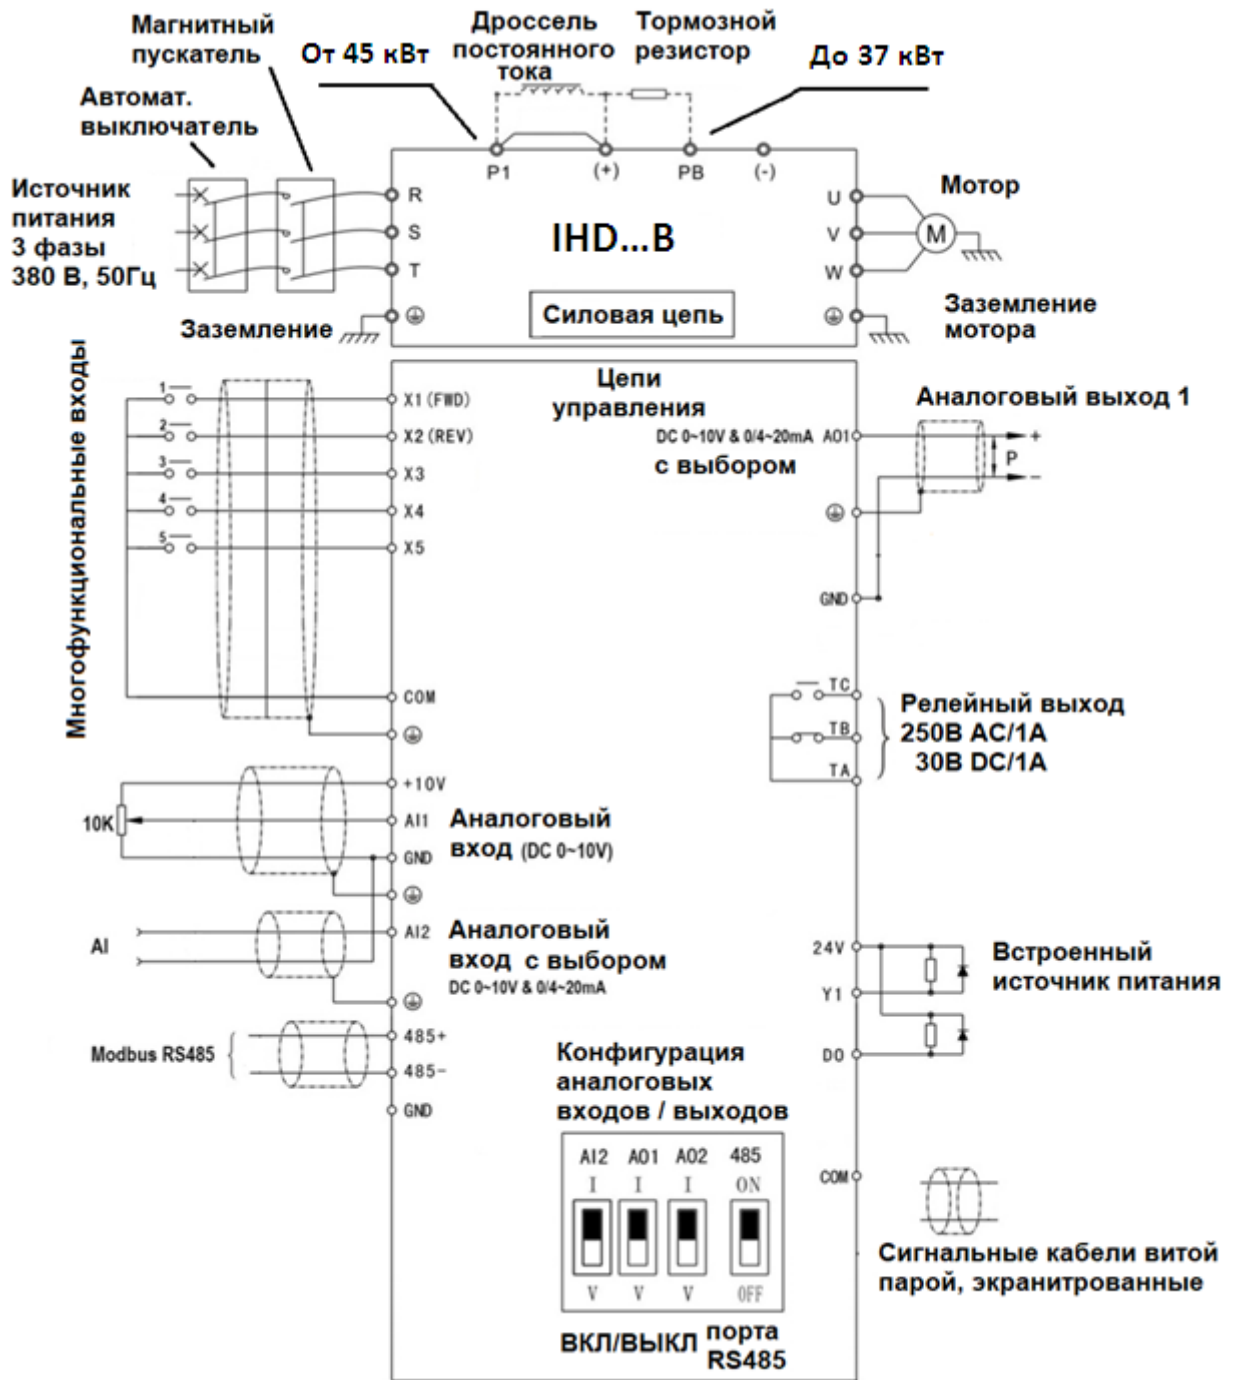 Магнитный
пускатель
От 45 кВт
Дроссель
постоянного
тока
Тормозной
резистор
До 37 кВт
Автомат.
выключатель
P1
(+)
PB
(-)
Источник
питания
3 фазы
380 В, 50Гц
R
S
T
IHD...B
U
V
W
M
Мотор
Силовая цепь
Заземление
Заземление
мотора
Многофункциональные входы
1
2
3
4
5
X1(FWD)
X2(REV)
X3
X4
X5
COM
Цепи
управления
DC 0~10V & 0/4~20mA AO1
с выбором
Аналоговый выход 1
+
P
−
GND
TC
TB
TA
Релейный выход
250В AC/1A
30В DC/1A
10K
+10V
AI1
GND
Аналоговый
вход (DC 0~10V)
AI
AI2
Аналоговый
вход с выбором
DC 0~10V & 0/4~20mA
Modbus RS485
485+
485−
GND
24V
Y1
DO
Встроенный
источник питания
Конфигурация
аналоговых
входов / выходов
AI2 AO1 AO2 485
I I I ON
V V V OFF
ВКЛ/ВЫКЛ порта
RS485
COM
Сигнальные кабели витой
парой, экранитрованные